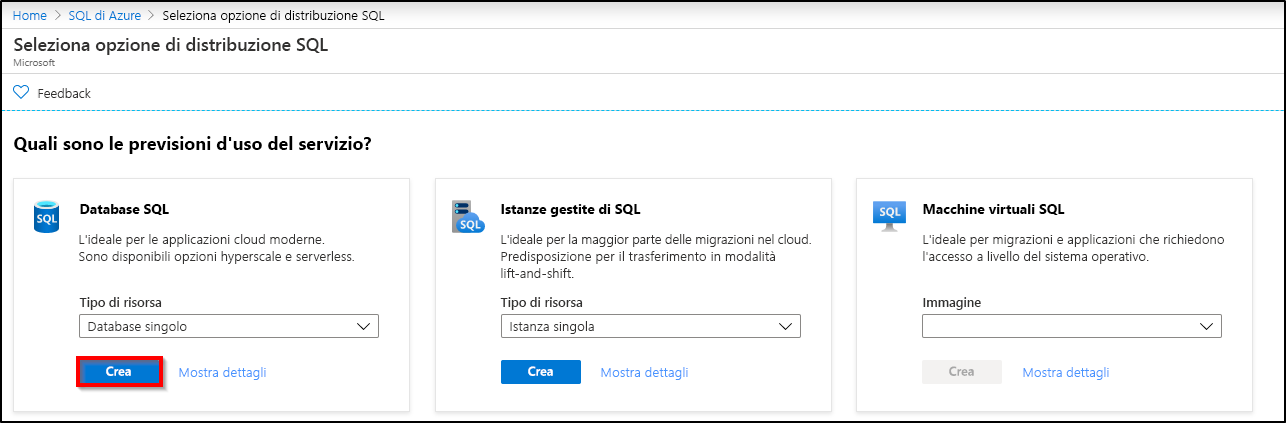 Home > SQL di Azure > Seleziona opzione di distribuzione SQL
Seleziona opzione di distribuzione SQL
Microsoft
Feedback
Quali sono le previsioni d'uso del servizio?
SQL
Database SQL
L'ideale per le applicazioni cloud moderne.
Sono disponibili opzioni hyperscale e serverless.
Tipo di risorsa
Database singolo
Crea
Mostra dettagli
SQL
Istanze gestite di SQL
L'ideale per la maggior parte delle migrazioni nel cloud.
Predisposizione per il trasferimento in modalità
lift-and-shift.
Tipo di risorsa
Istanza singola
Crea
Mostra dettagli
SQL
Macchine virtuali SQL
L'ideale per migrazioni e applicazioni che richiedono
l'accesso a livello del sistema operativo.
Immagine
Crea
Mostra dettagli